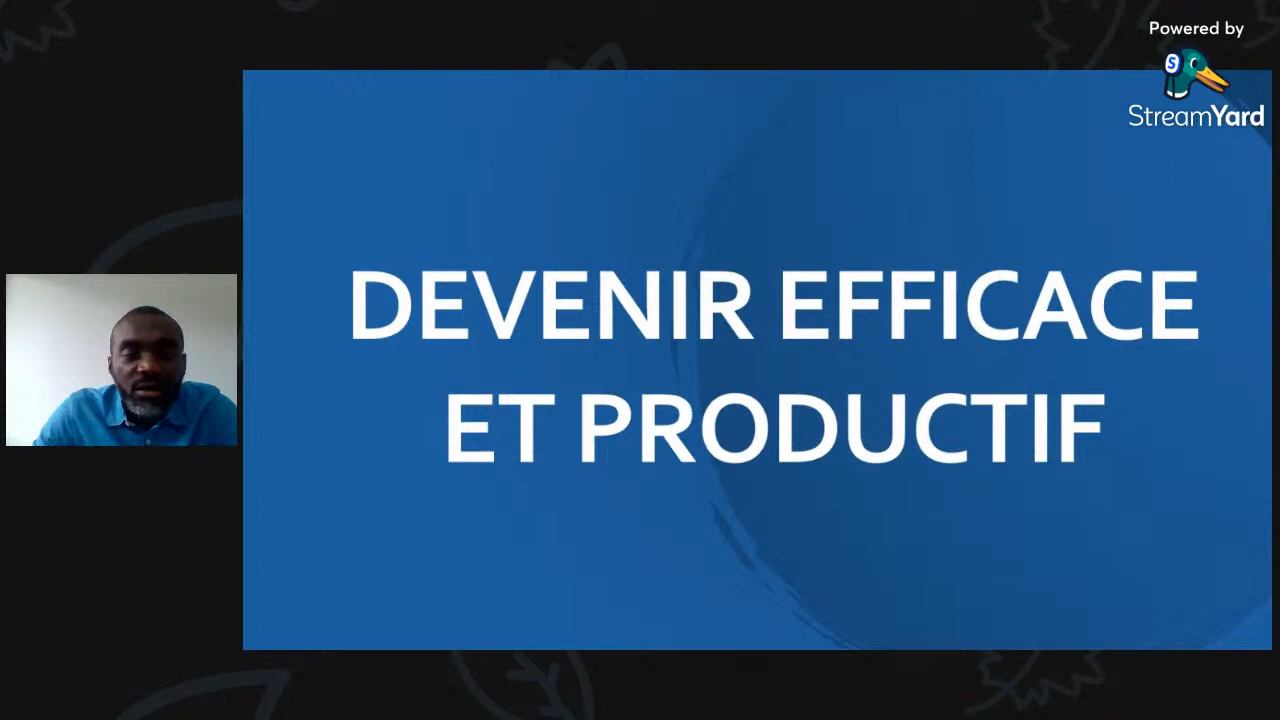 Powered by
S
StreamYard
DEVENIR EFFICACE
ET PRODUCTIF